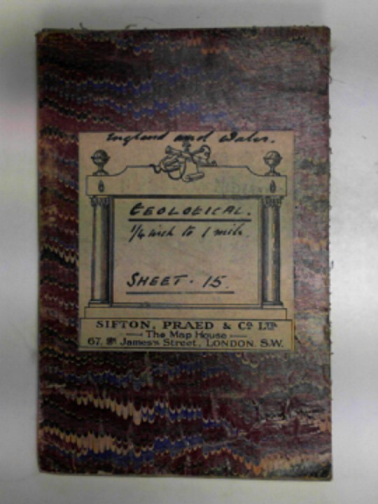 England and Wales.
GEOLOGICAL.
1/4 inch to 1 mile.
SHEET · 15.
SIFTON, PRAED & Co LTD.
The Map House
67, St James's Street, LONDON. S.W.